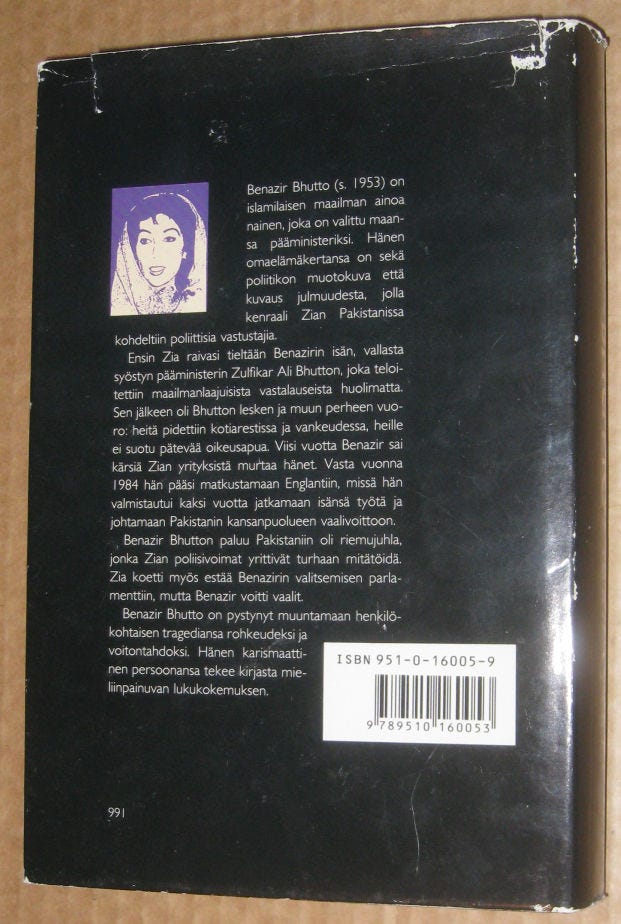 Benazir Bhutto (s. 1953) on
islamilaisen maailman ainoa
nainen, joka on valittu maan-
sa pääministeriksi. Hänen
omaelämäkertansa on sekä
poliitikon muotokuva että
kuvaus julmuudesta, jolla
kenraali Zian Pakistanissa
kohdeltiin poliittisia vastustajia.
Ensin Zia raivasi tieltään Benazirin isän, vallasta
syöstyn pääministerin Zulfikar Ali Bhutton, joka teloi-
tettiin maailmanlaajuisista vastalauseista huolimatta.
Sen jälkeen oli Bhutton lesken ja muun perheen vuo-
ro: heitä pidettiin kotiarestissa ja vankeudessa, heille
ei suotu pätevää oikeusapua. Viisi vuotta Benazir sai
kärsiä Zian yrityksistä murtaa hänet. Vasta vuonna
1984 hän pääsi matkustamaan Englantiin, missä hän
valmistautui kaksi vuotta jatkamaan isänsä työtä ja
johtamaan Pakistanin kansanpuolueen vaalivoittoon.
Benazir Bhutton paluu Pakistaniin oli riemujuhla,
jonka Zian poliisivoimat yrittivät turhaan mitätöidä.
Zia koetti myös estää Benazirin valitsemisen parla-
menttiin, mutta Benazir voitti vaalit.
Benazir Bhutto on pystynyt muuntamaan henkilö-
kohtaisen tragediansa rohkeudeksi ja
voitontahdoksi. Hänen karismaatti-
nen persoonansa tekee kirjasta mie-
liinpainuvan lukukokemuksen.
ISBN 951-0-16005-9
9 789510 160053
991